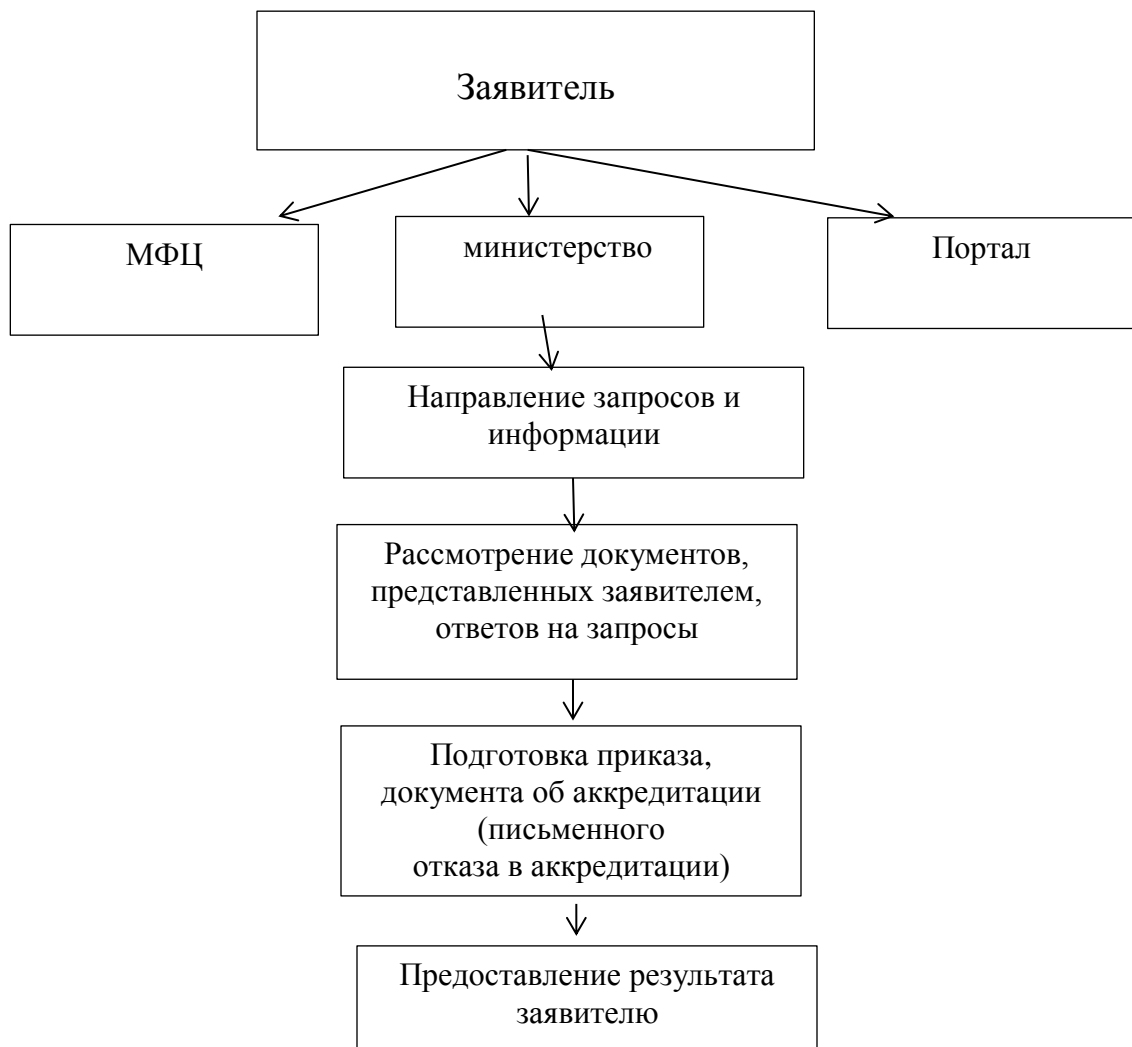 Заявитель
МФЦ
министерство
Портал
Направление запросов и
информации
Рассмотрение документов,
представленных заявителем,
ответов на запросы
Подготовка приказа,
документа об аккредитации
(письменного
отказа в аккредитации)
Предоставление результата
заявителю